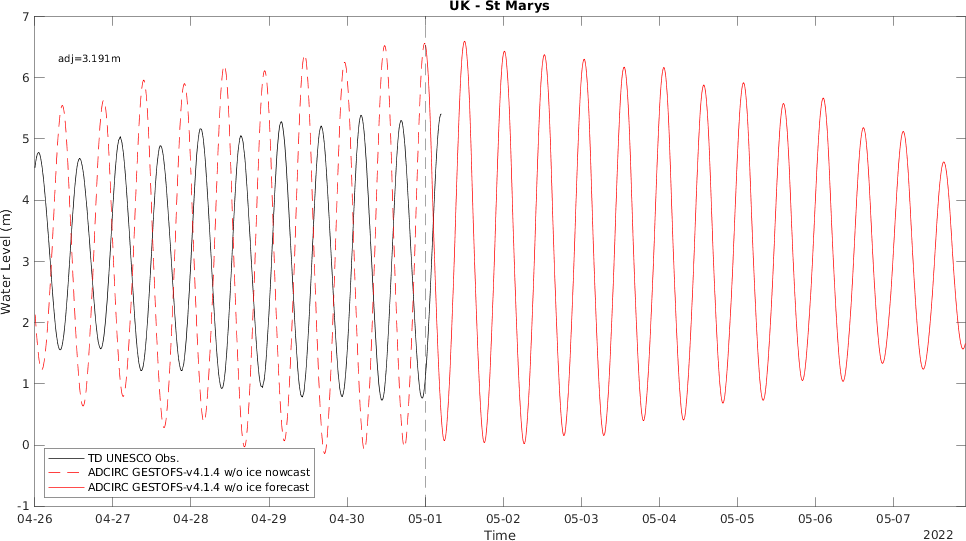 UK - St Marys
adj=3.191m
Water Level (m)
7
6
5
4
3
2
1
0
-1
TD UNESCO Obs.
ADCIRC GESTOFS-v4.1.4 w/o ice nowcast
ADCIRC GESTOFS-v4.1.4 w/o ice forecast
04-26 04-27 04-28 04-29 04-30 05-01 05-02 05-03 05-04 05-05 05-06 05-07
Time
2022